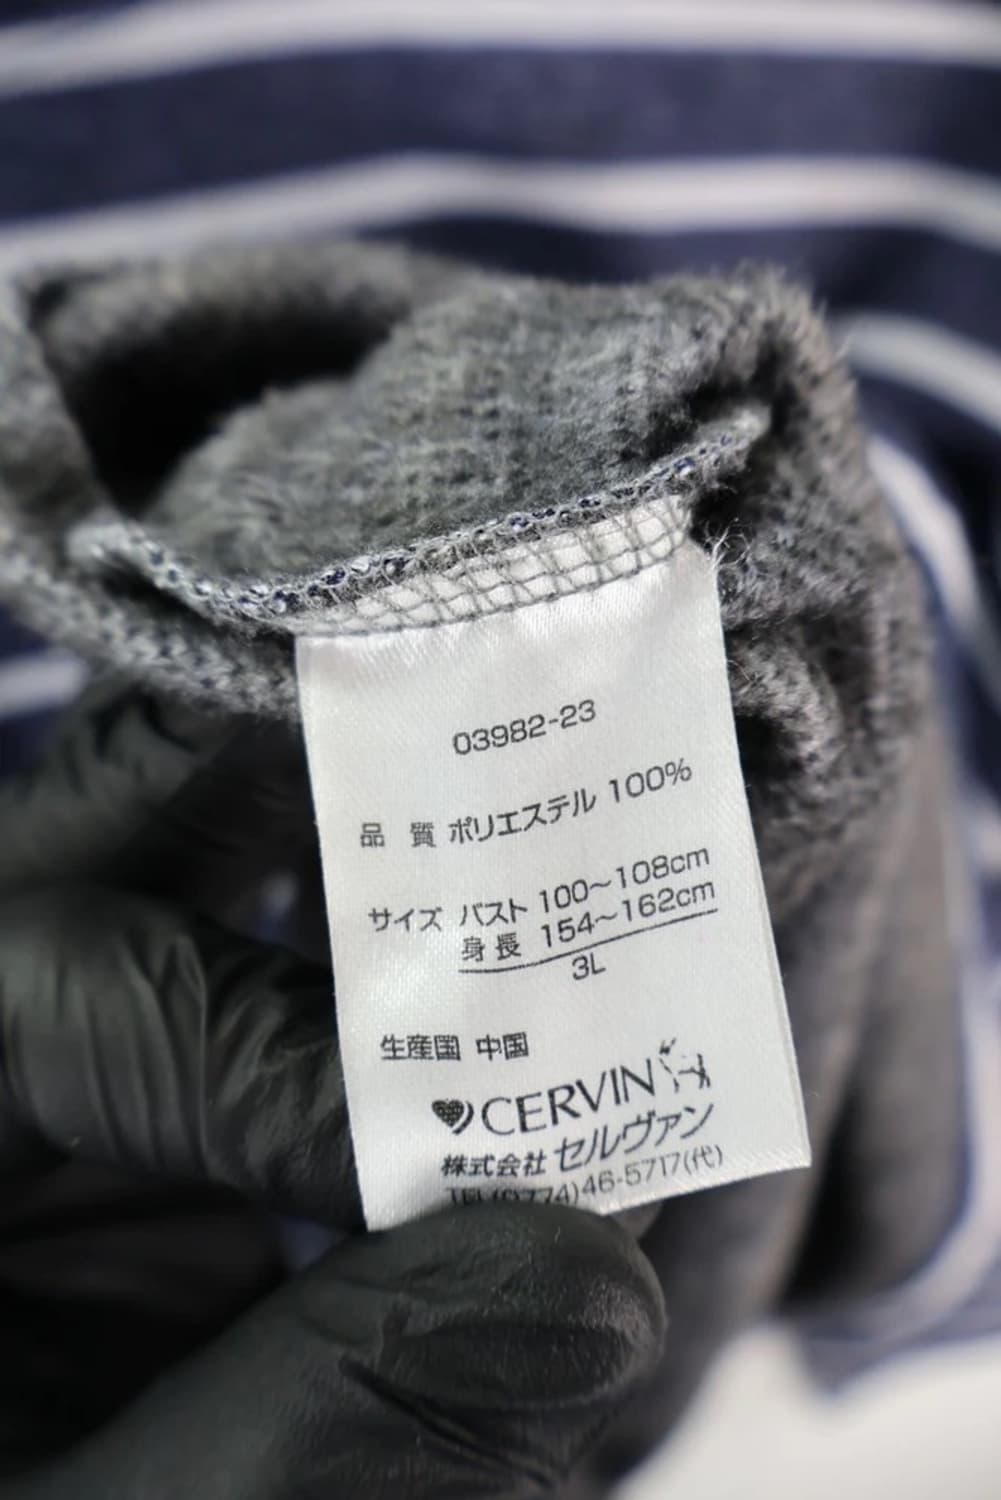 03982-23
品 質 ポリエステル 100%
サイズ バスト 100~108cm
身 長 154~162cm
3L
生産国 中国
CERVIN
株式会社 セルヴァン
TEL(0774)46-5717(代)